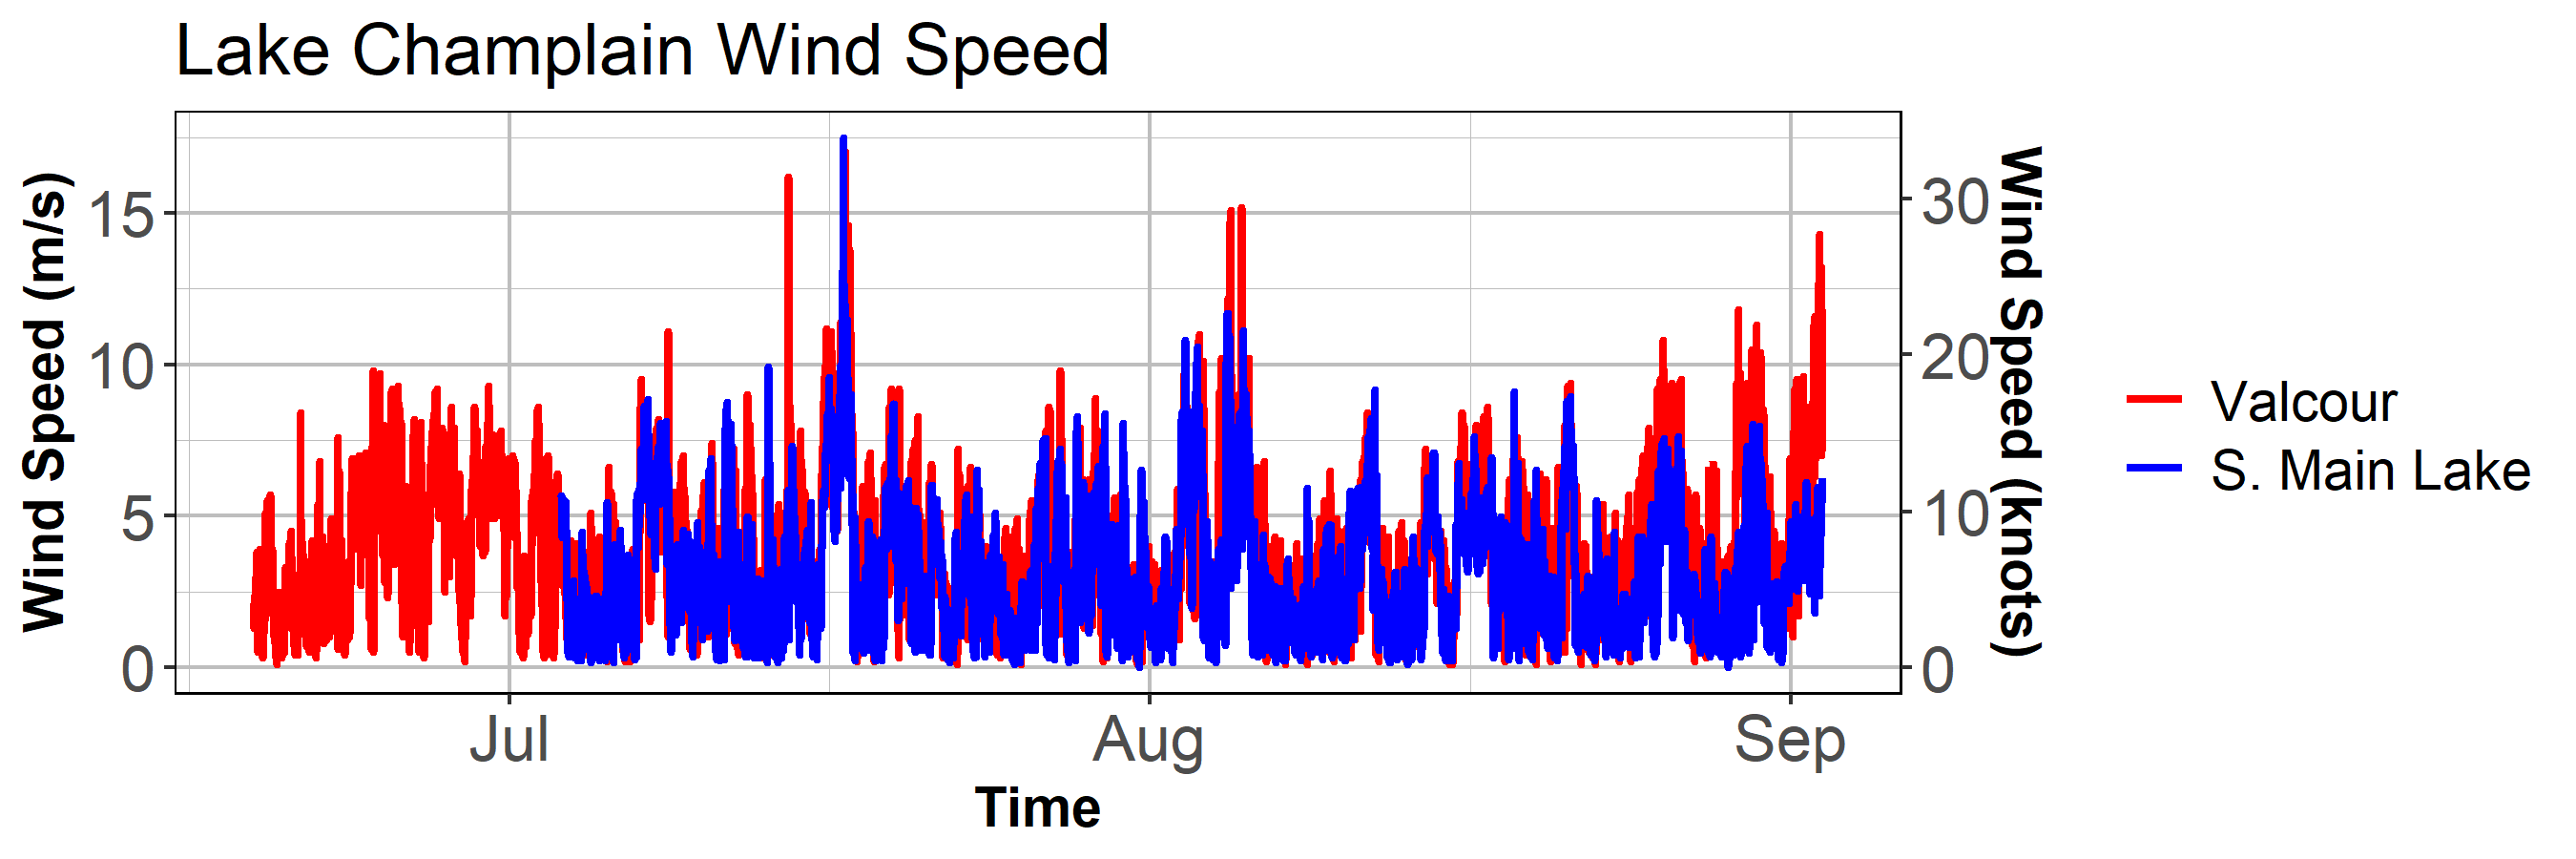 Lake Champlain Wind Speed
Wind Speed (m/s)
15
10
5
0
30
20
10
0
Wind Speed (knots)
Jul
Aug
Sep
Time
Valcour
S. Main Lake